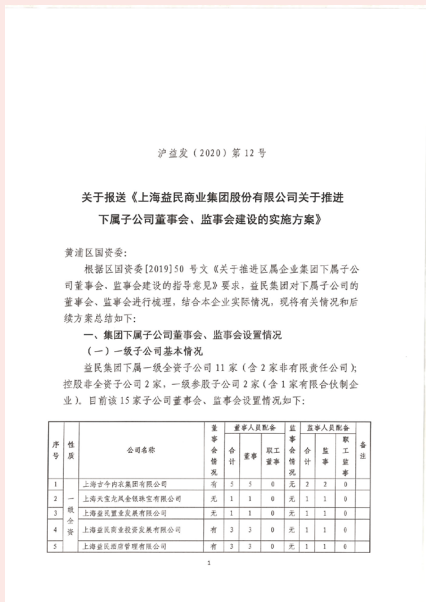 沪益发（2020）第12号
关于报送《上海益民商业集团股份有限公司关于推进
下属子公司董事会、监事会建设的实施方案》
黄浦区国资委：
根据区国资委[2019]50号文《关于推进区属企业集团下属子公
司董事会、监事会建设的指导意见》要求，益民集团对下属子公司的
董事会、监事会进行梳理，结合本企业实际情况，现将有关情况和后
续方案总结如下：
一、集团下属子公司董事会、监事会设置情况
（一）一级子公司基本情况
益民集团下属一级全资子公司11家（含2家非有限责任公司）；
控股非全资子公司2家，一级参股子公司2家（含1家有限合伙制企
业）。目前该15家子公司董事会、监事会设置情况如下：
序号 性质 公司名称 董事会情况 董事人员配备 监事会情况 监事人员配备 备注
合计 董事 职工董事 合计 监事 职工监事
一级全资
1 上海古今内衣集团有限公司 有 5 5 0 无 2 2 0
2 上海天宝龙凤金银珠宝有限公司 无 1 1 0 无 1 1 0
3 上海益民置业发展有限公司 无 1 1 0 无 1 1 0
4 上海益民商业投资发展有限公司 有 3 3 0 无 1 1 0
5 上海益民酒店管理有限公司 有 3 3 0 无 1 1 0
1